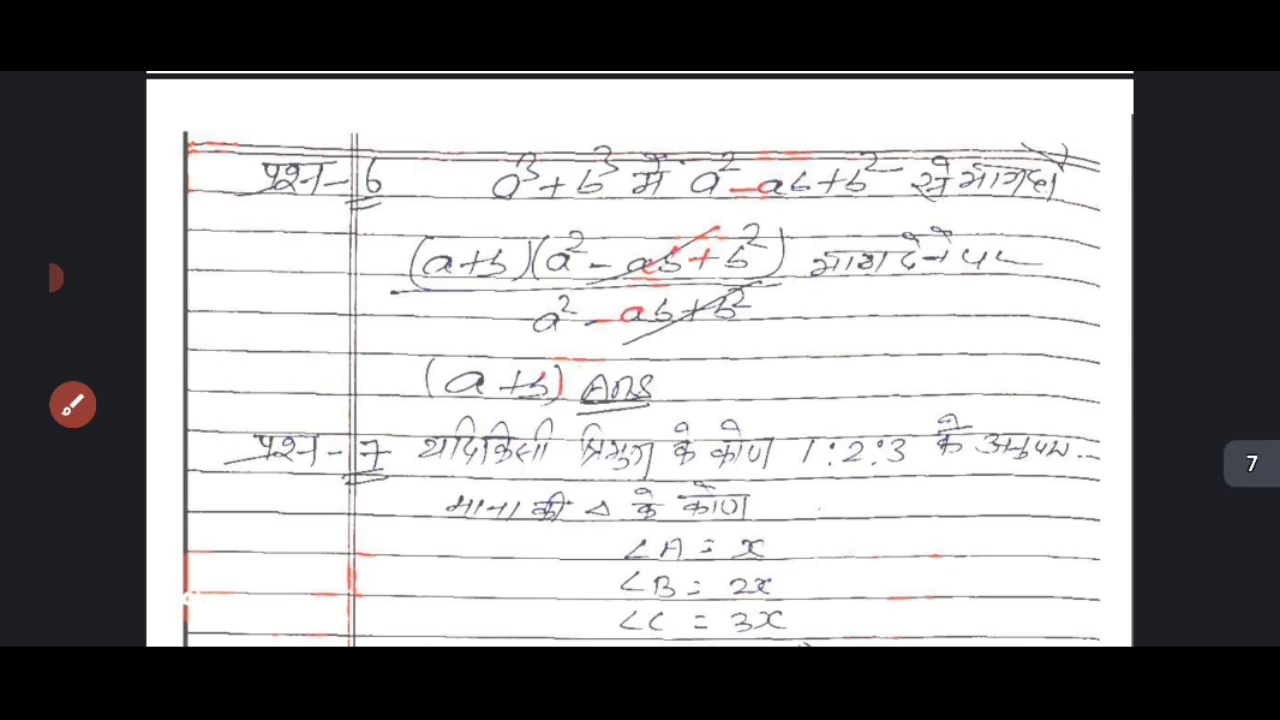 प्रश्न-6 a³+b³ में a²-ab+b² से भाग दो
(a+b)(a²-ab+b²) भाग देने पर
a²-ab+b²
(a+b) Ans
प्रश्न-7 यदि किसी त्रिभुज के कोण 1:2:3 के अनुपात..
माना की △ के कोण
∠A = x
∠B = 2x
∠C = 3x
7